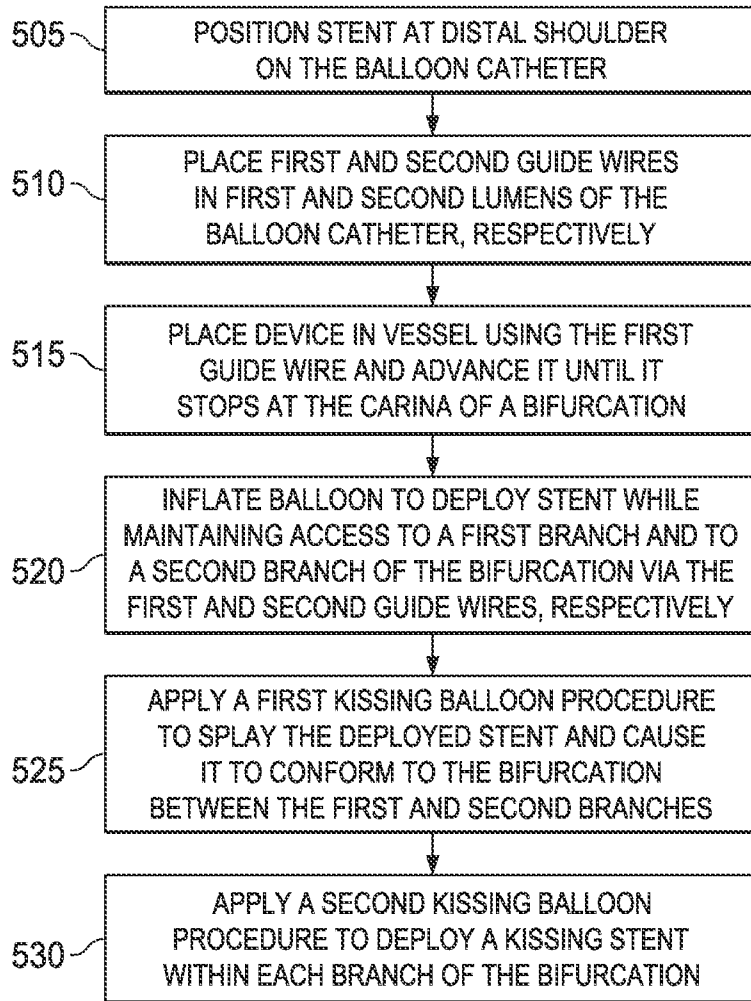 505
POSITION STENT AT DISTAL SHOULDER
ON THE BALLOON CATHETER
510
PLACE FIRST AND SECOND GUIDE WIRES
IN FIRST AND SECOND LUMENS OF THE
BALLOON CATHETER, RESPECTIVELY
515
PLACE DEVICE IN VESSEL USING THE FIRST
GUIDE WIRE AND ADVANCE IT UNTIL IT
STOPS AT THE CARINA OF A BIFURCATION
520
INFLATE BALLOON TO DEPLOY STENT WHILE
MAINTAINING ACCESS TO A FIRST BRANCH AND TO
A SECOND BRANCH OF THE BIFURCATION VIA THE
FIRST AND SECOND GUIDE WIRES, RESPECTIVELY
525
APPLY A FIRST KISSING BALLOON PROCEDURE
TO SPLAY THE DEPLOYED STENT AND CAUSE
IT TO CONFORM TO THE BIFURCATION
BETWEEN THE FIRST AND SECOND BRANCHES
530
APPLY A SECOND KISSING BALLOON
PROCEDURE TO DEPLOY A KISSING STENT
WITHIN EACH BRANCH OF THE BIFURCATION